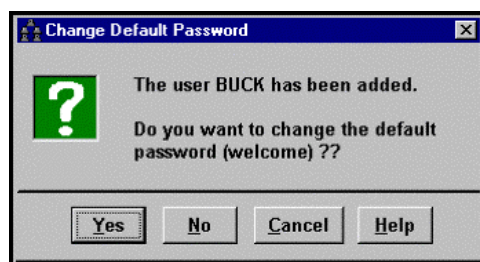 Change Default Password
The user BUCK has been added.
Do you want to change the default
password (welcome) ??
Yes No Cancel Help